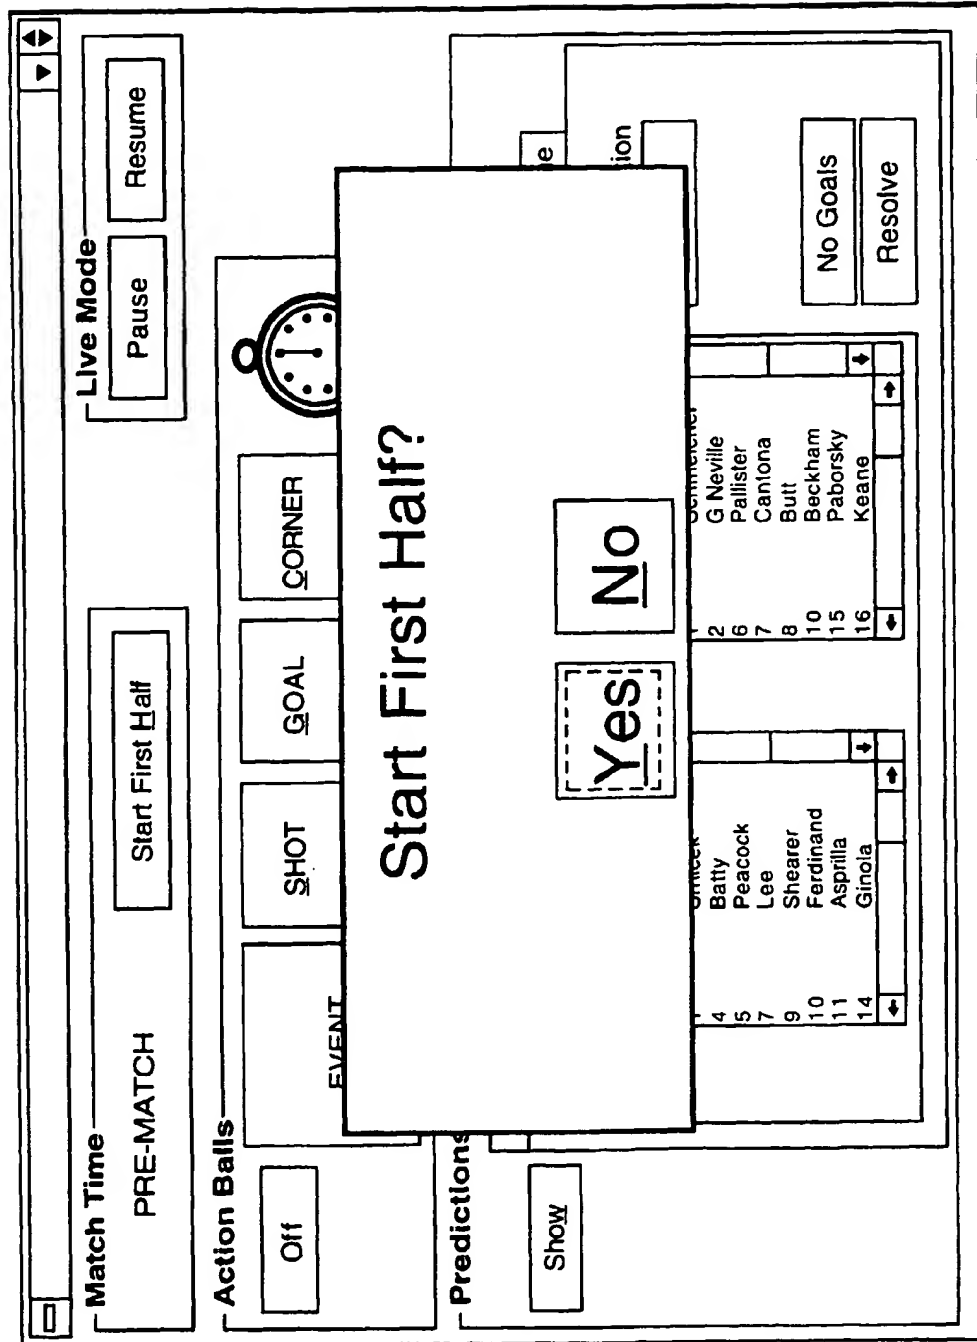 Match Time
Live Mode
PRE-MATCH
Start First Half
Pause
Resume
Action Balls
Off
EVENT
SHOT
GOAL
CORNER
Start First Half?
Yes
No
Predictions
Show
4 Batty
5 Peacock
7 Lee
9 Shearer
10 Ferdinand
11 Asprilla
14 Ginola
2 G Neville
6 Pallister
7 Cantona
8 Butt
10 Beckham
15 Paborsky
16 Keane
No Goals
Resolve